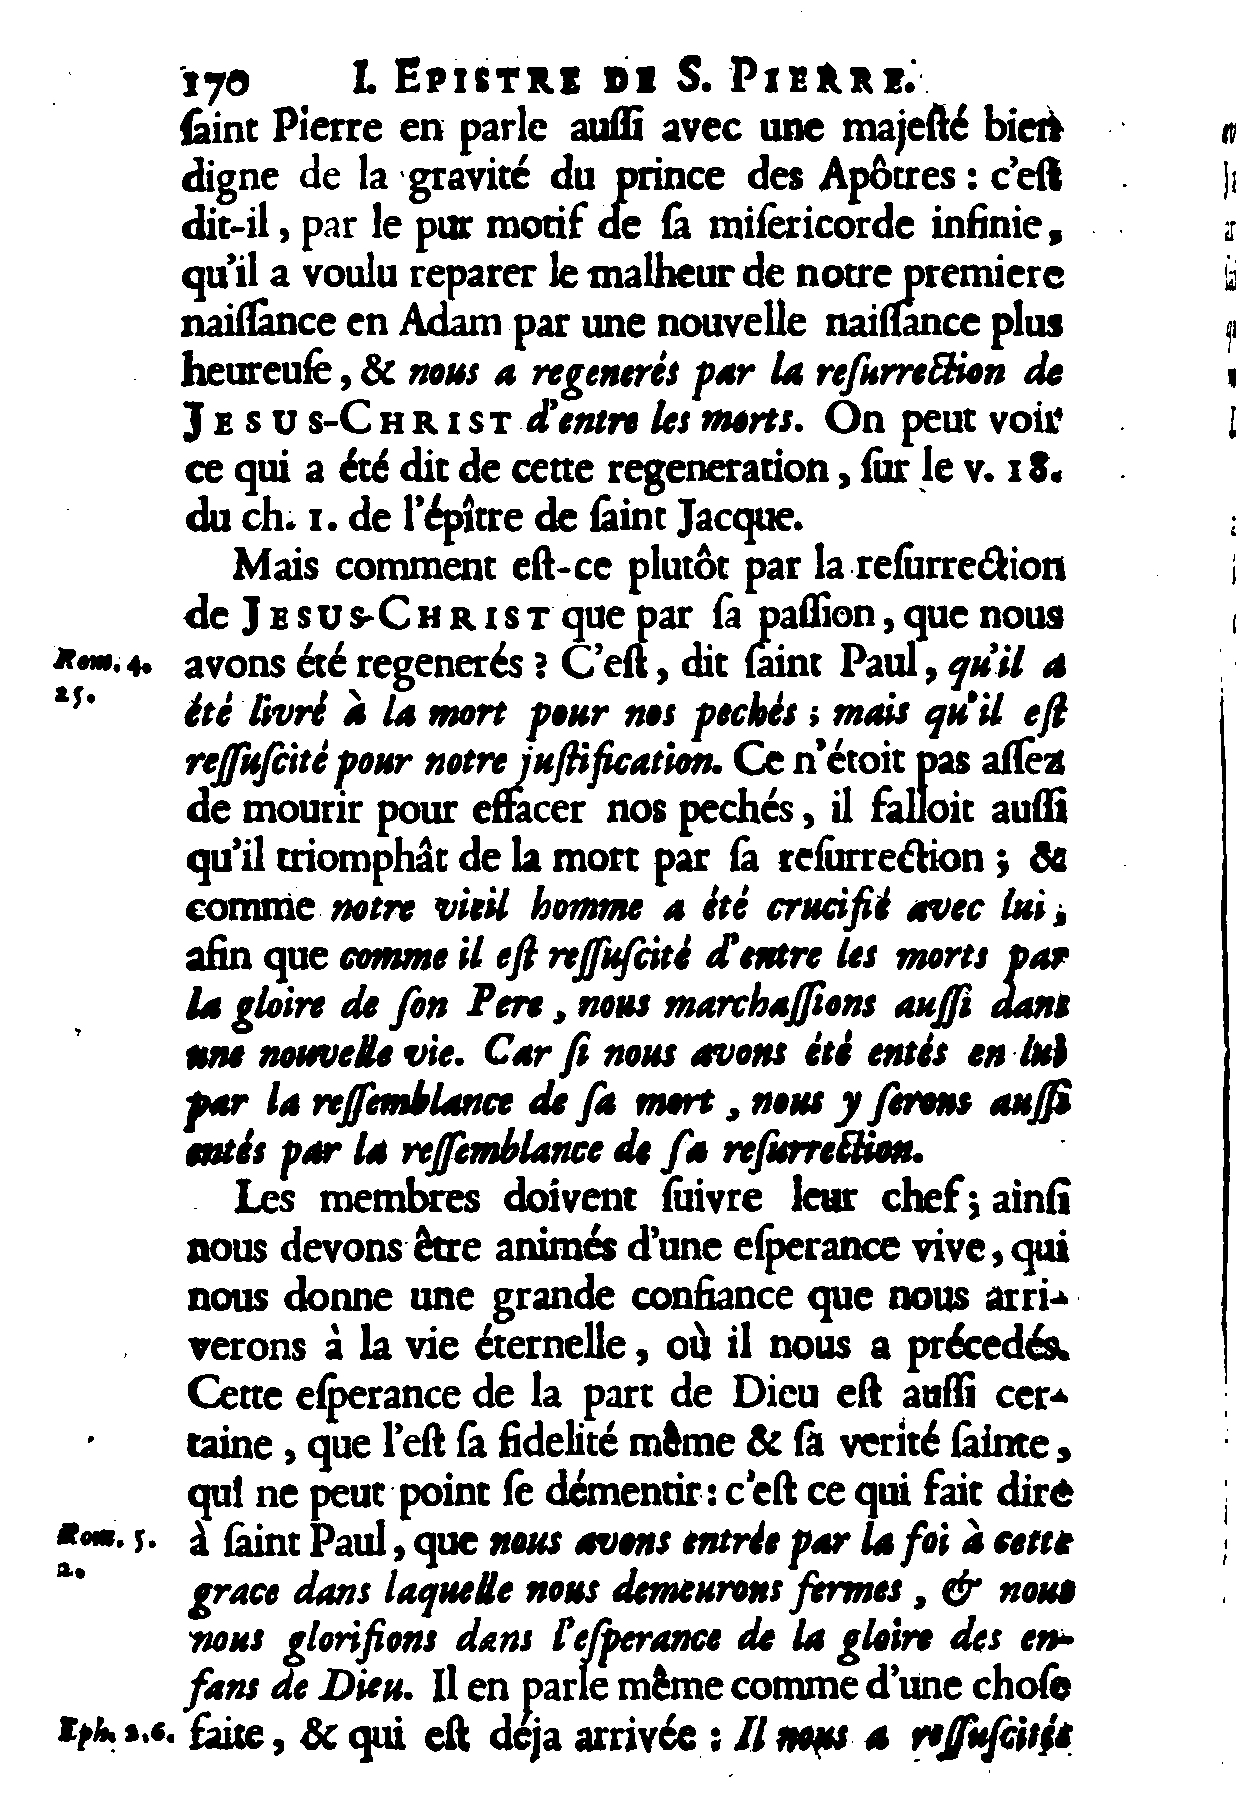 170 I. EPISTRE DE S. PIERRE.
ſaint Pierre en parle auſſi avec une majeſté bien
digne de la gravité du prince des Apôtres : c'eſt
dit-il, par le pur motif de ſa miſericorde infinie,
qu'il a voulu reparer le malheur de notre premiere
naiſſance en Adam par une nouvelle naiſſance plus
heureuſe, & nous a regenerés par la reſurrection de
JESUS-CHRIST d'entre les morts. On peut voir
ce qui a été dit de cette regeneration, ſur le v. 18.
du ch. 1. de l'épître de ſaint Jacque.
Mais comment eſt-ce plutôt par la reſurrection
de JESUS-CHRIST que par ſa paſſion, que nous
Rom. 4. avons été regenerés ? C'eſt, dit ſaint Paul, qu'il a
25. été livré à la mort pour nos pechés ; mais qu'il eſt
reſſuſcité pour notre juſtification. Ce n'étoit pas aſſez
de mourir pour effacer nos pechés, il falloit auſſi
qu'il triomphât de la mort par ſa reſurrection ; &
comme notre vieil homme a été crucifié avec lui,
afin que comme il eſt reſſuſcité d'entre les morts par
la gloire de ſon Pere, nous marchaſſions auſſi dans
une nouvelle vie. Car ſi nous avons été entés en lui
par la reſſemblance de ſa mort, nous y ſerons auſſi
entés par la reſſemblance de ſa reſurrection.
Les membres doivent ſuivre leur chef; ainſi
nous devons être animés d'une eſperance vive, qui
nous donne une grande confiance que nous arri-
verons à la vie éternelle, où il nous a précedés.
Cette eſperance de la part de Dieu eſt auſſi cer-
taine, que l'eſt ſa fidelité même & ſa verité ſainte,
qui ne peut point ſe démentir : c'eſt ce qui fait dire
Rom. 5. à ſaint Paul, que nous avons entrée par la foi à cette
2. grace dans laquelle nous demeurons fermes, & nous
nous glorifions dans l'eſperance de la gloire des en-
fans de Dieu. Il en parle même comme d'une choſe
Eph. 2.6. faite, & qui eſt déja arrivée : Il nous a reſſuſcités